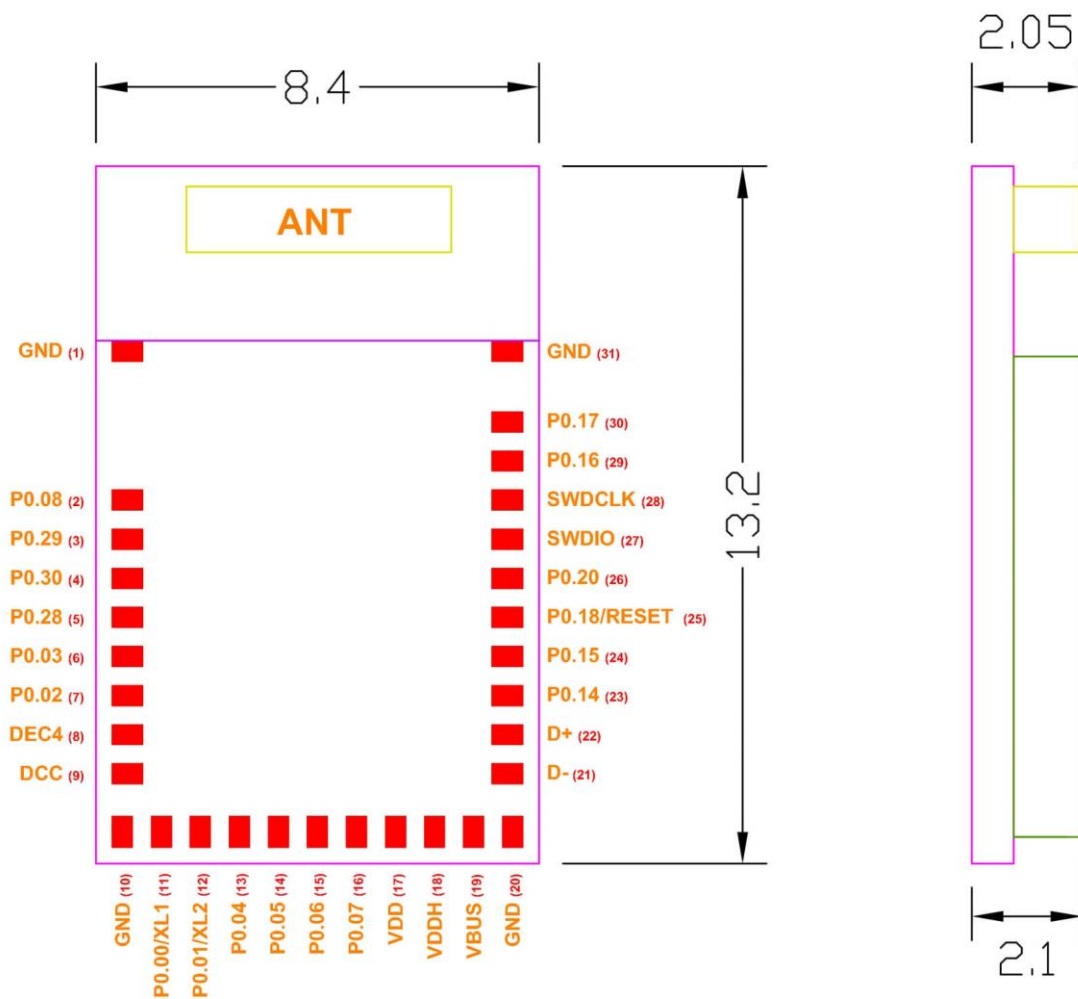 2.05
8.4
ANT
GND (1)
GND (31)
P0.17 (30)
P0.16 (29)
P0.08 (2)
SWDCLK (28)
P0.29 (3)
SWDIO (27)
P0.30 (4)
P0.20 (26)
P0.28 (5)
P0.18/RESET (25)
P0.03 (6)
P0.15 (24)
P0.02 (7)
P0.14 (23)
DEC4 (8)
D+ (22)
DCC (9)
D- (21)
13.2
GND (10)
P0.00/XL1 (11)
P0.01/XL2 (12)
P0.04 (13)
P0.05 (14)
P0.06 (15)
P0.07 (16)
VDD (17)
VDDH (18)
VBUS (19)
GND (20)
2.1